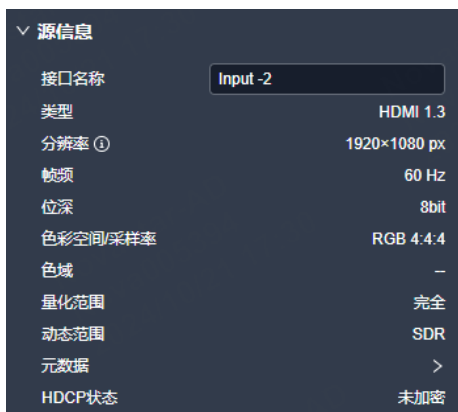 源信息
接口名称 Input -2
类型 HDMI 1.3
分辨率 1920×1080 px
帧频 60 Hz
位深 8bit
色彩空间/采样率 RGB 4:4:4
色域 --
量化范围 完全
动态范围 SDR
元数据 >
HDCP状态 未加密